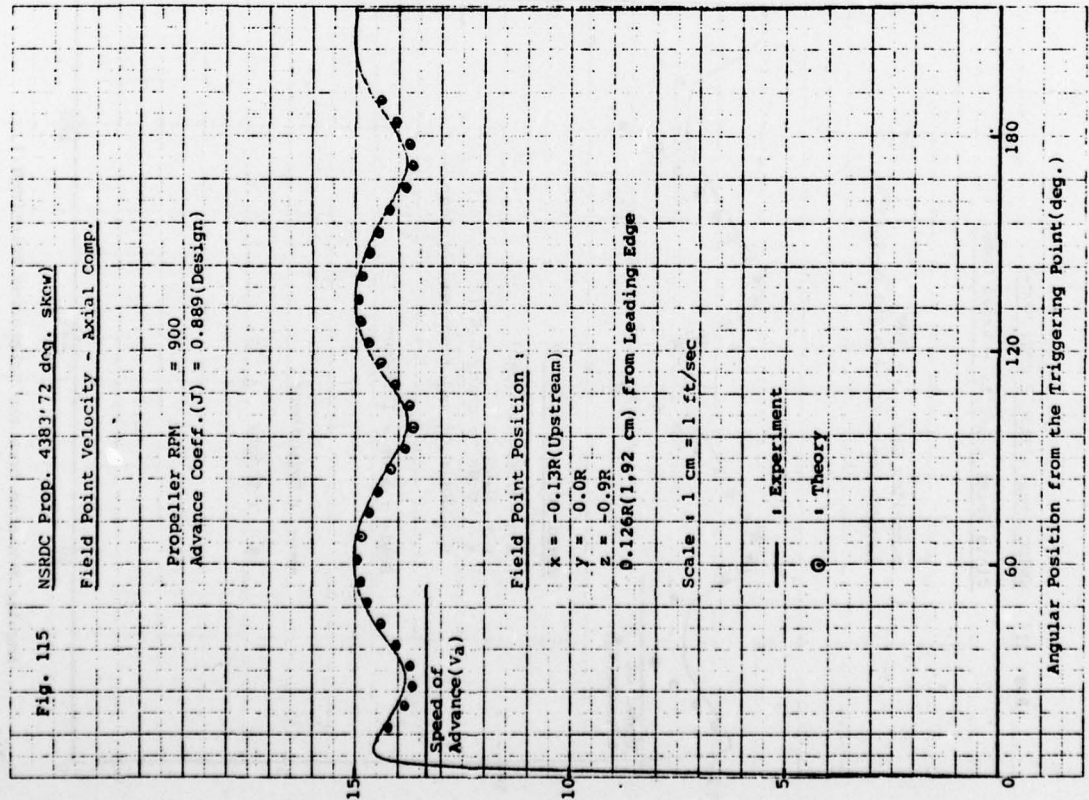 Fig. 115 NSRDC Prop. 4383'72 deg. skew)
Field Point Velocity - Axial Comp.
Propeller RPM = 900
Advance Coeff.(J) = 0.889(Design)
15
10
5
0
Speed of
Advance(Va)
Field Point Position :
x = -0.13R(Upstream)
y = 0.0R
z = -0.9R
0.126R(1,92 cm) from Leading Edge
Scale : 1 cm = 1 ft/sec
: Experiment
: Theory
60
120
180
Angular Position from the Triggering Point(deg.)